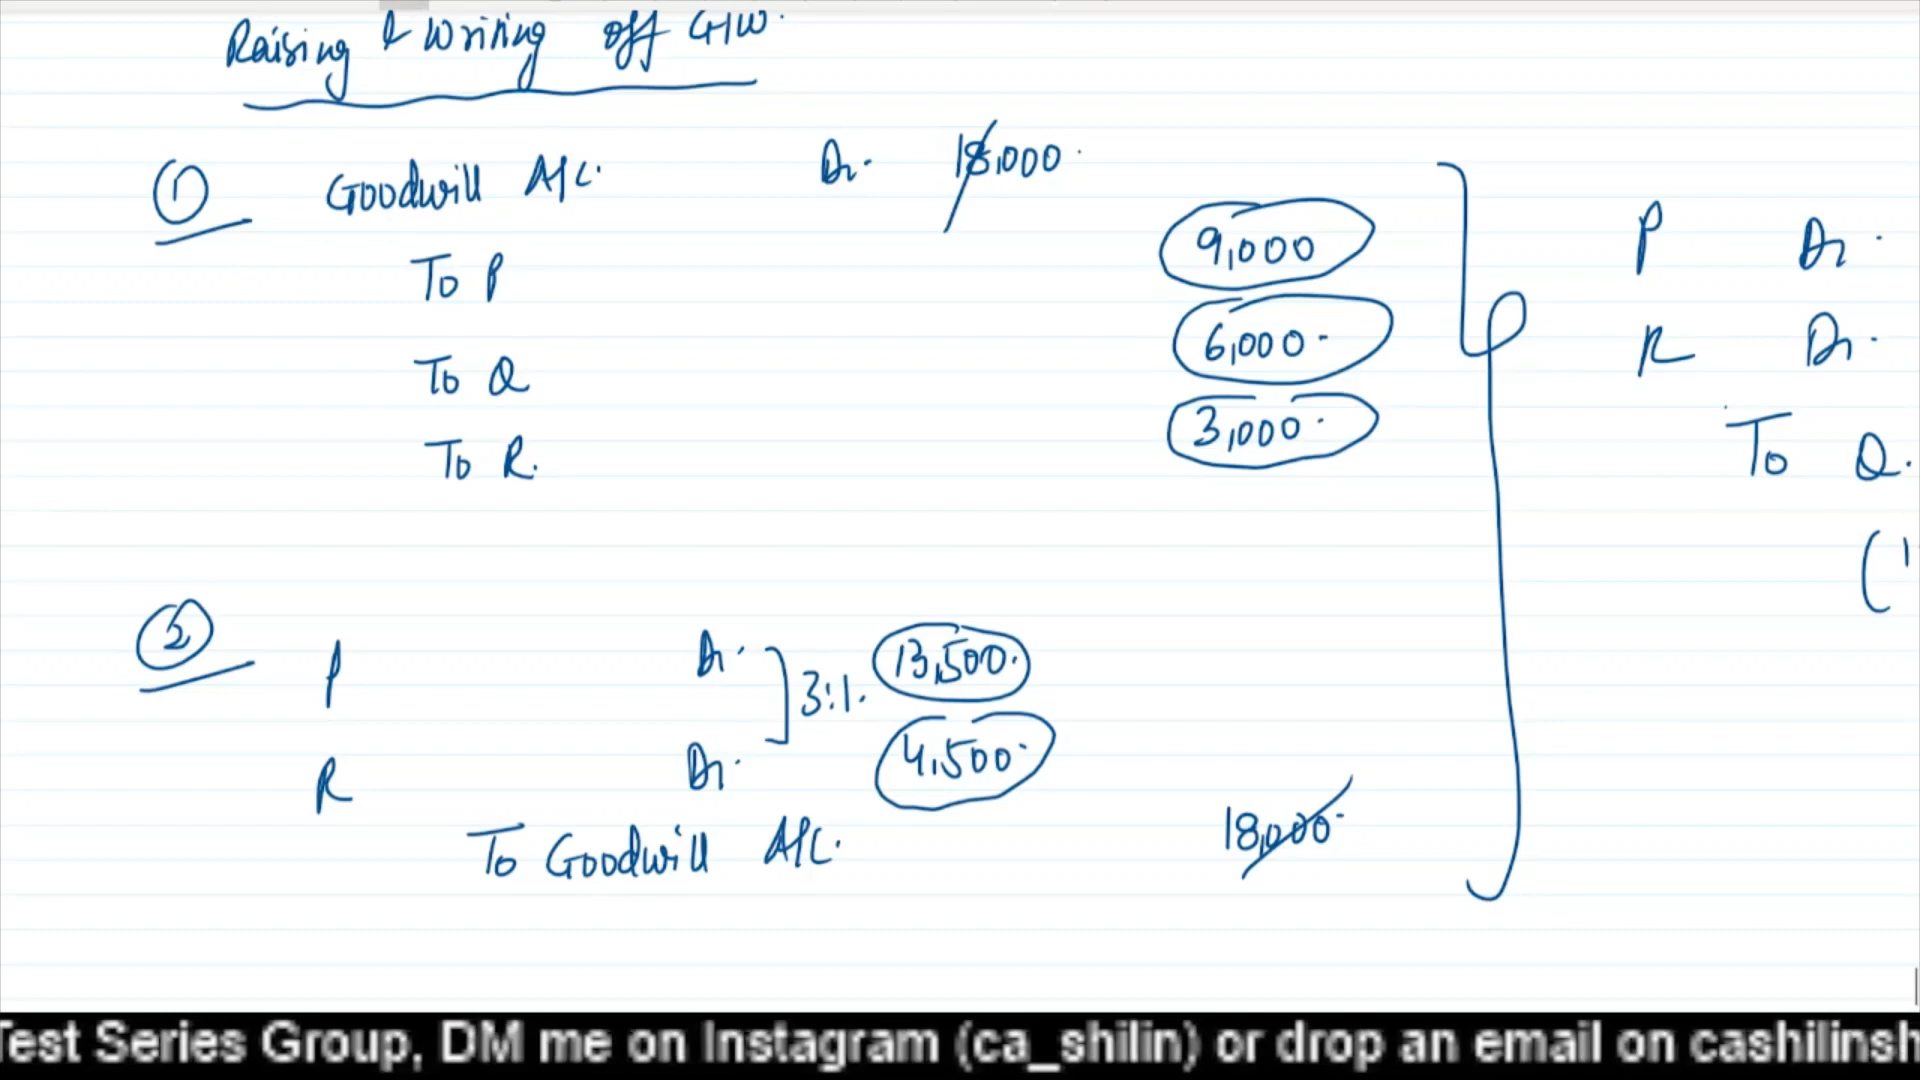 Raising & Writing off G/W.
① Goodwill A/C. Dr. 18,000.
To P 9,000
To Q 6,000.
To R. 3,000.
P Dr.
R Dr.
To Q.
(
② P Dr. 3:1. 13,500.
R Dr. 4,500.
To Goodwill A/C. 18,000.
Test Series Group, DM me on Instagram (ca_shilin) or drop an email on cashilinsh